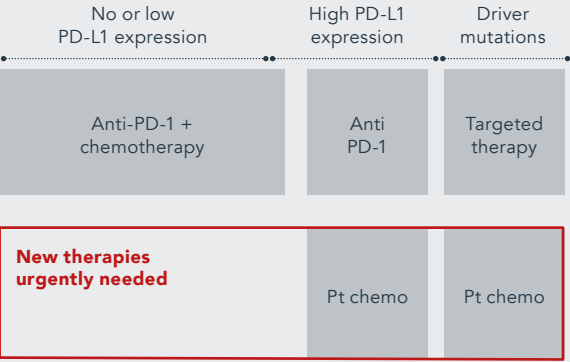 No or low
PD-L1 expression
High PD-L1
expression
Driver
mutations
Anti-PD-1 +
chemotherapy
Anti
PD-1
Targeted
therapy
New therapies
urgently needed
Pt chemo
Pt chemo